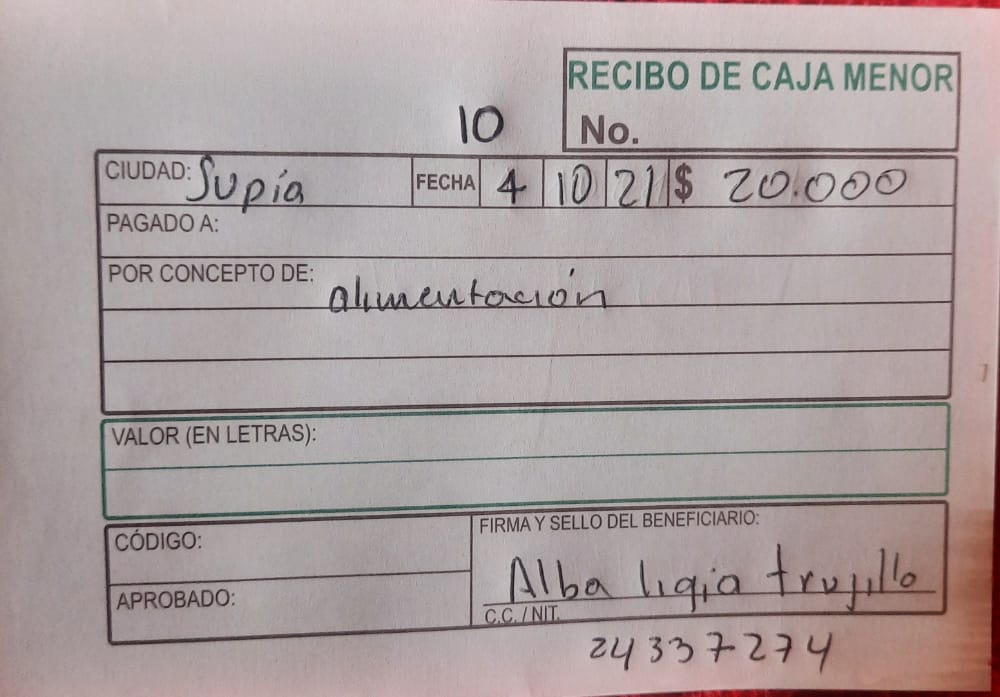 RECIBO DE CAJA MENOR
10 No.
CIUDAD: Supía FECHA 4 10 21 $ 20.000
PAGADO A:
POR CONCEPTO DE: alimentación
VALOR (EN LETRAS):
CÓDIGO:
APROBADO:
FIRMA Y SELLO DEL BENEFICIARIO:
Alba ligia trujillo
C.C. / NIT.
24337274